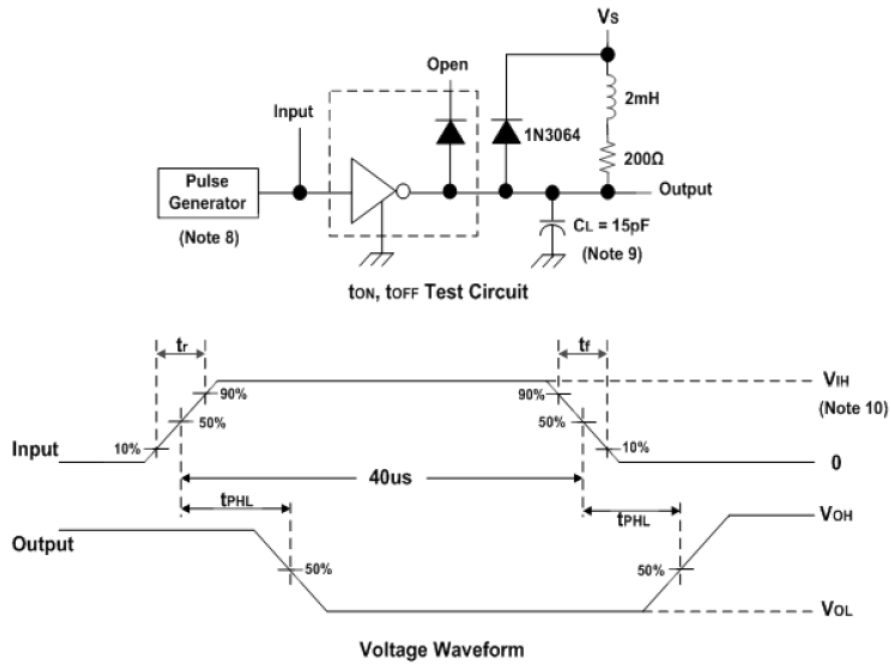 Vs
Open
2mH
Input
1N3064
200Ω
Pulse
Generator
Output
(Note 8)
CL = 15pF
(Note 9)
tON, tOFF Test Circuit
tr
tf
90%
90%
VIH
(Note 10)
50%
50%
Input
10%
10%
0
40us
tPHL
tPHL
VOH
Output
50%
50%
VOL
Voltage Waveform